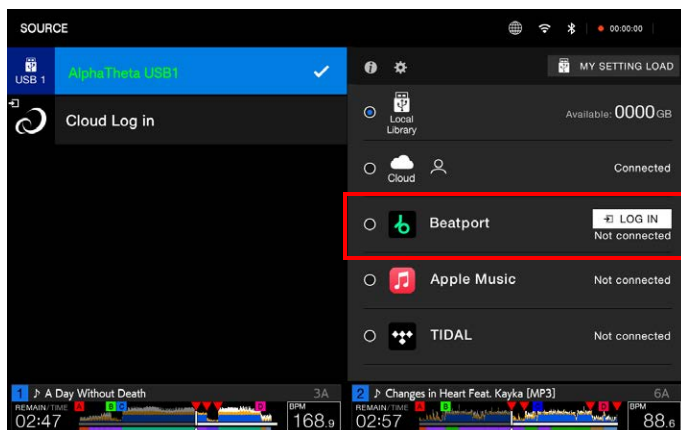 SOURCE
00:00:00
USB 1
AlphaTheta USB1
MY SETTING LOAD
Cloud Log in
Local
Library
Available: 0000 GB
Cloud
Connected
Beatport
LOG IN
Not connected
Apple Music
Not connected
TIDAL
Not connected
1 ♪ A Day Without Death 3A
REMAIN/TIME A B C D BPM
02:47 168.9
2 ♪ Changes in Heart Feat. Kayka [MP3] 6A
REMAIN/TIME A B D BPM
02:57 88.6